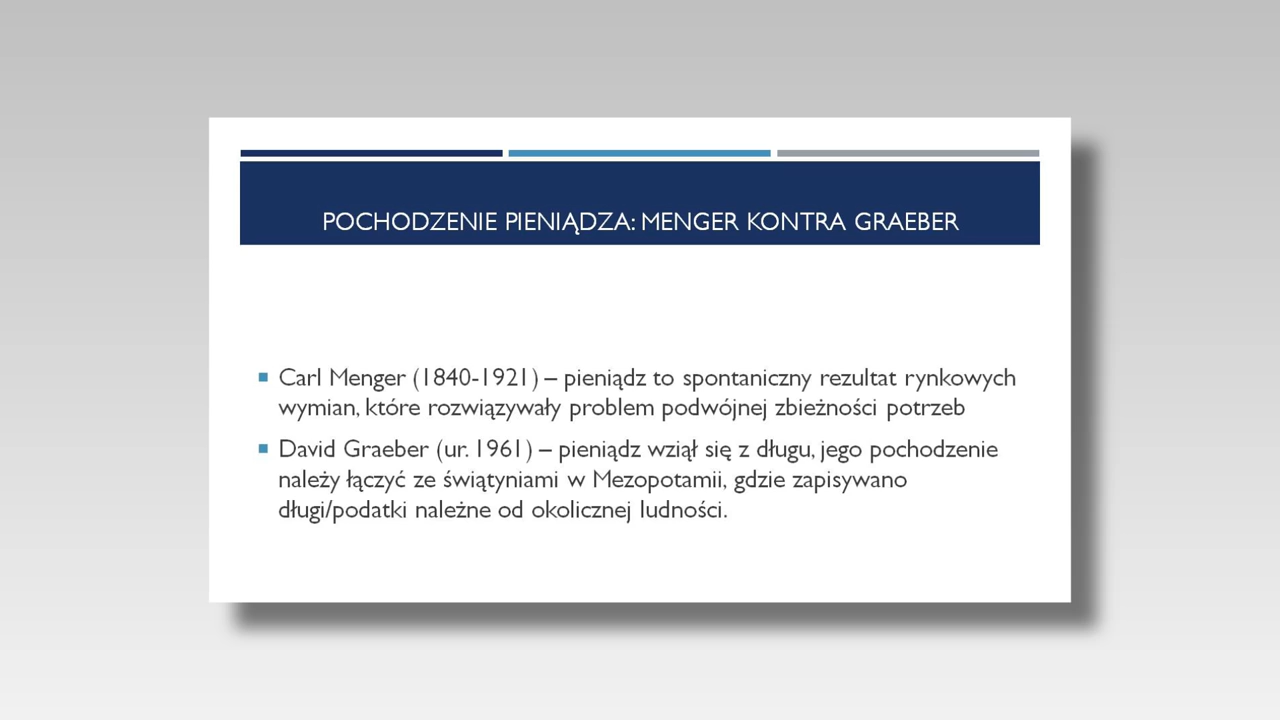 POCHODZENIE PIENIĄDZA: MENGER KONTRA GRAEBER
Carl Menger (1840-1921) – pieniądz to spontaniczny rezultat rynkowych
wymian, które rozwiązywały problem podwójnej zbieżności potrzeb
David Graeber (ur. 1961) – pieniądz wziął się z długu, jego pochodzenie
należy łączyć ze świątyniami w Mezopotamii, gdzie zapisywano
długi/podatki należne od okolicznej ludności.